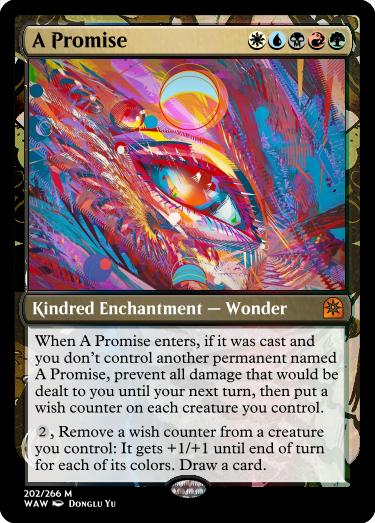 A Promise
Kindred Enchantment — Wonder
When A Promise enters, if it was cast and
you don't control another permanent named
A Promise, prevent all damage that would be
dealt to you until your next turn, then put a
wish counter on each creature you control.
2, Remove a wish counter from a creature
you control: It gets +1/+1 until end of turn
for each of its colors. Draw a card.
202/266 M
WAW Donglu Yu